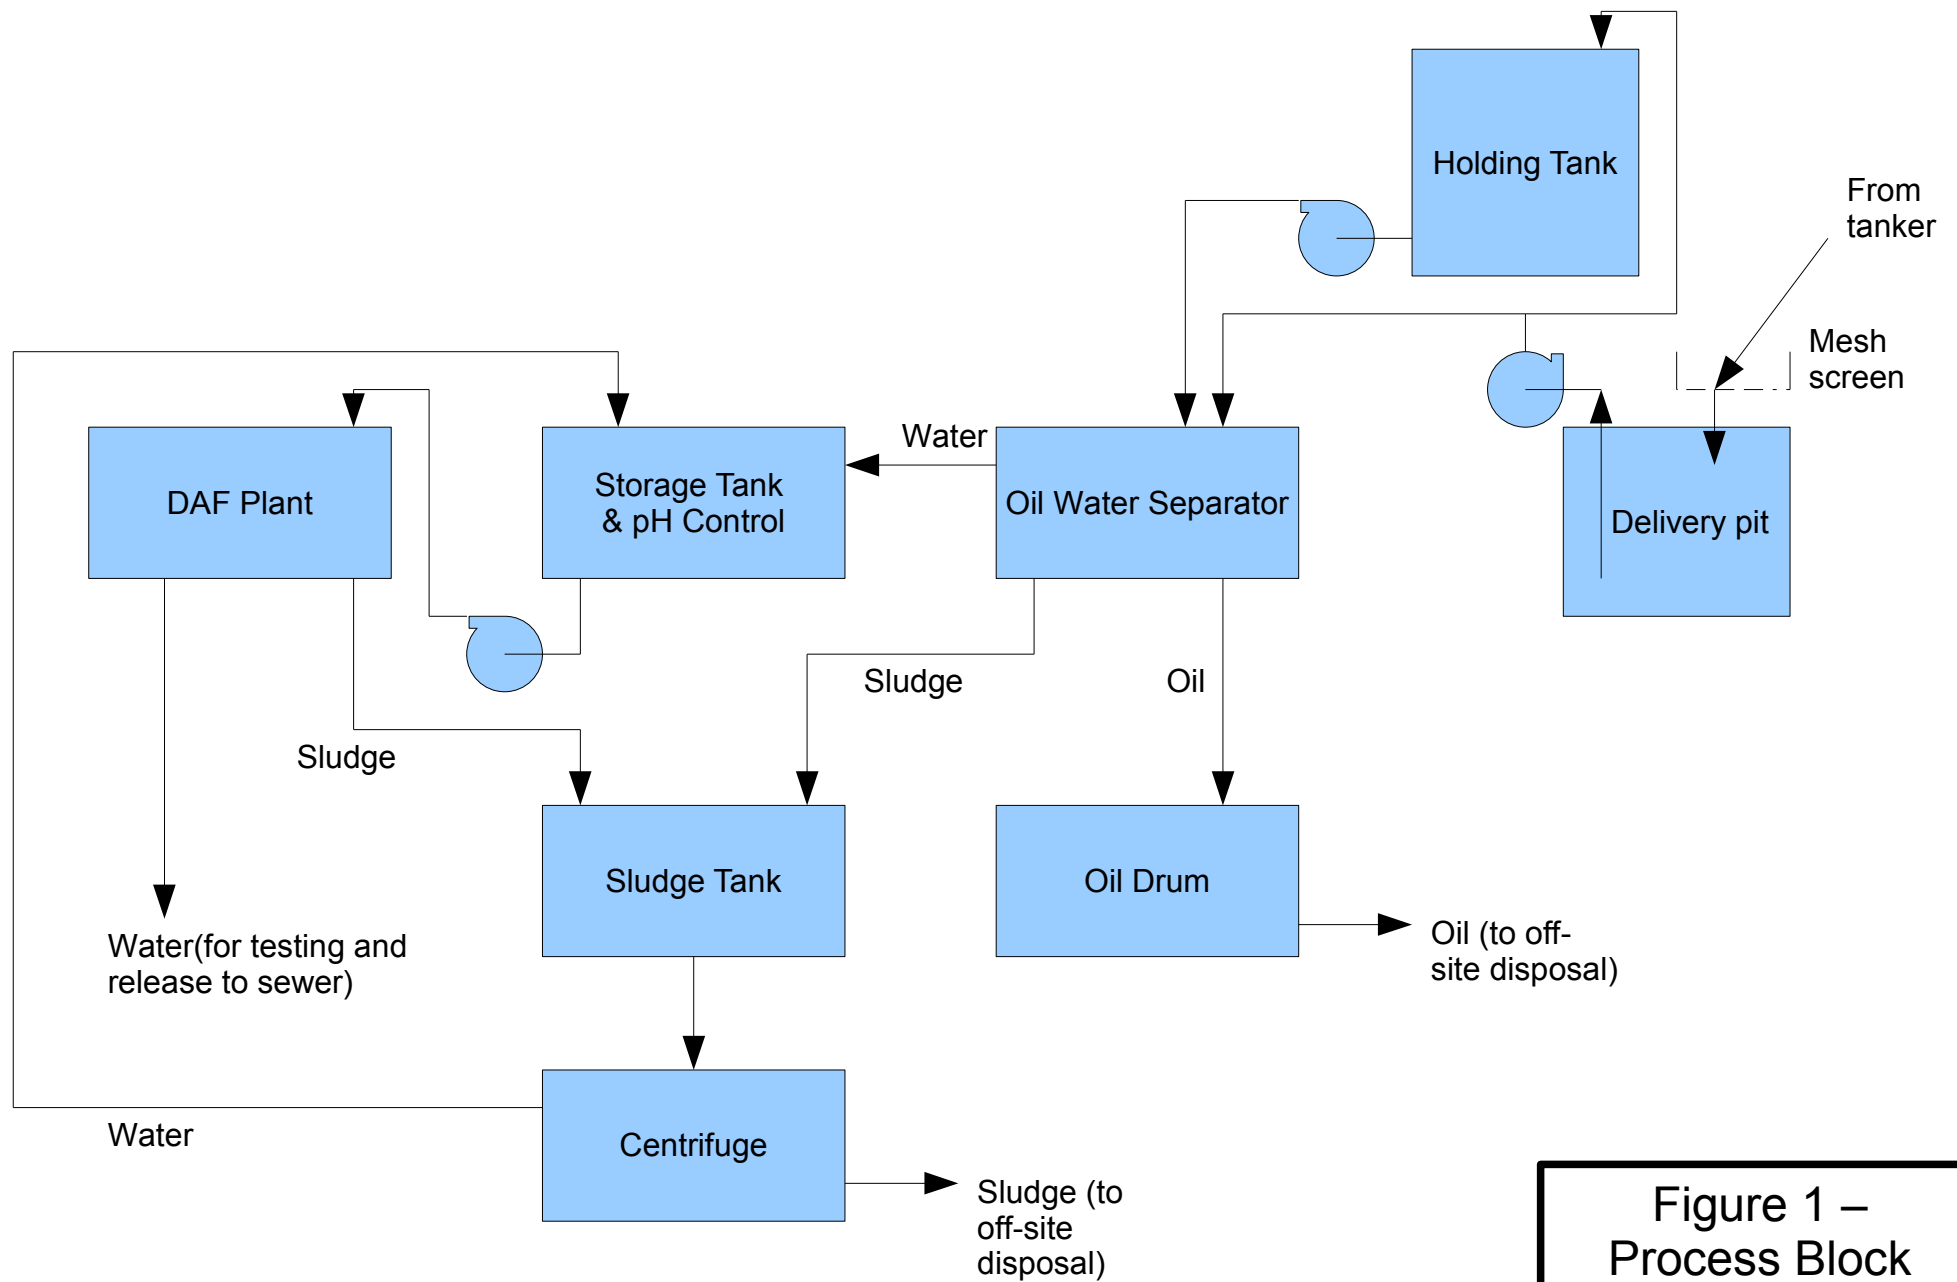 Holding Tank
From
tanker
Mesh
screen
Water
DAF Plant
Storage Tank
& pH Control
Oil Water Separator
Delivery pit
Sludge
Oil
Sludge
Sludge Tank
Oil Drum
Water(for testing and
release to sewer)
Oil (to off-
site disposal)
Water
Centrifuge
Sludge (to
off-site
disposal)
Figure 1 –
Process Block